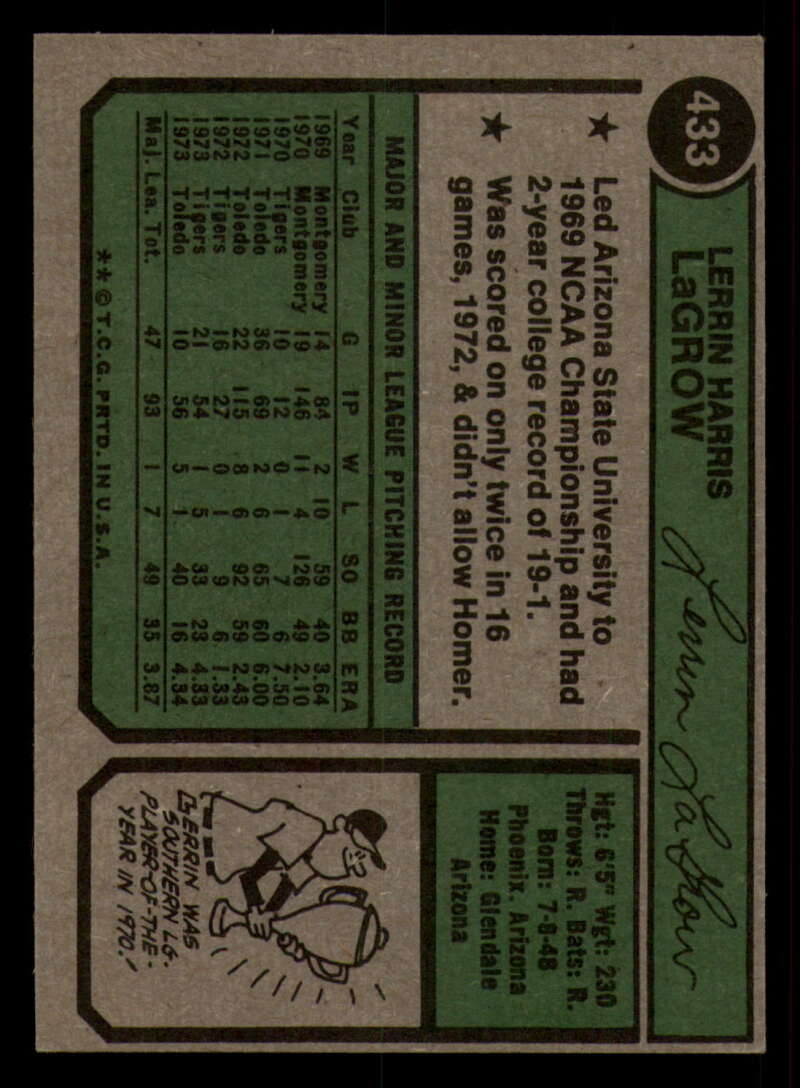 433
LERRIN HARRIS
LaGROW
Lerrin LaGrow
★ Led Arizona State University to
1969 NCAA Championship and had
2-year college record of 19-1.
★ Was scored on only twice in 16
games, 1972, & didn't allow Homer.
MAJOR AND MINOR LEAGUE PITCHING RECORD
Year Club G IP W L SO BB ERA
1969 Montgomery 14 84 2 10 59 40 3.64
1970 Montgomery 19 146 11 4 126 49 2.10
1970 Tigers 10 12 0 1 7 6 7.50
1971 Toledo 36 69 2 6 65 60 6.00
1972 Toledo 22 115 8 6 92 59 2.43
1972 Tigers 16 27 0 1 9 6 1.33
1973 Tigers 21 54 1 5 33 23 4.33
1973 Toledo 10 56 5 1 40 16 4.34
Maj. Lea. Tot. 47 93 1 7 49 35 3.87
**©T.C.G. PRTD. IN U.S.A.
Hgt: 6'5" Wgt: 230
Throws: R. Bats: R.
Born: 7-8-48
Phoenix. Arizona
Home: Glendale
Arizona
LERRIN WAS
SOUTHERN LG.
PLAYER-OF-THE-
YEAR IN 1970.